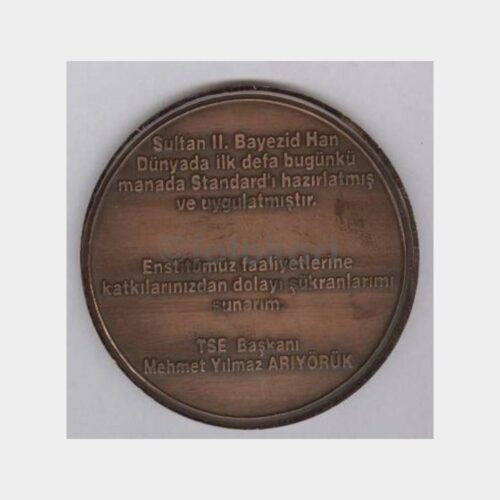 Sultan II. Bayezid Han
Dünyada ilk defa bugünkü
manada Standard'ı hazırlatmış
ve uygulatmıştır.
Enstitümüz faaliyetlerine
katkılarınızdan dolayı şükranlarımı
sunarım.
TSE Başkanı
Mehmet Yılmaz ARIYÖRÜK